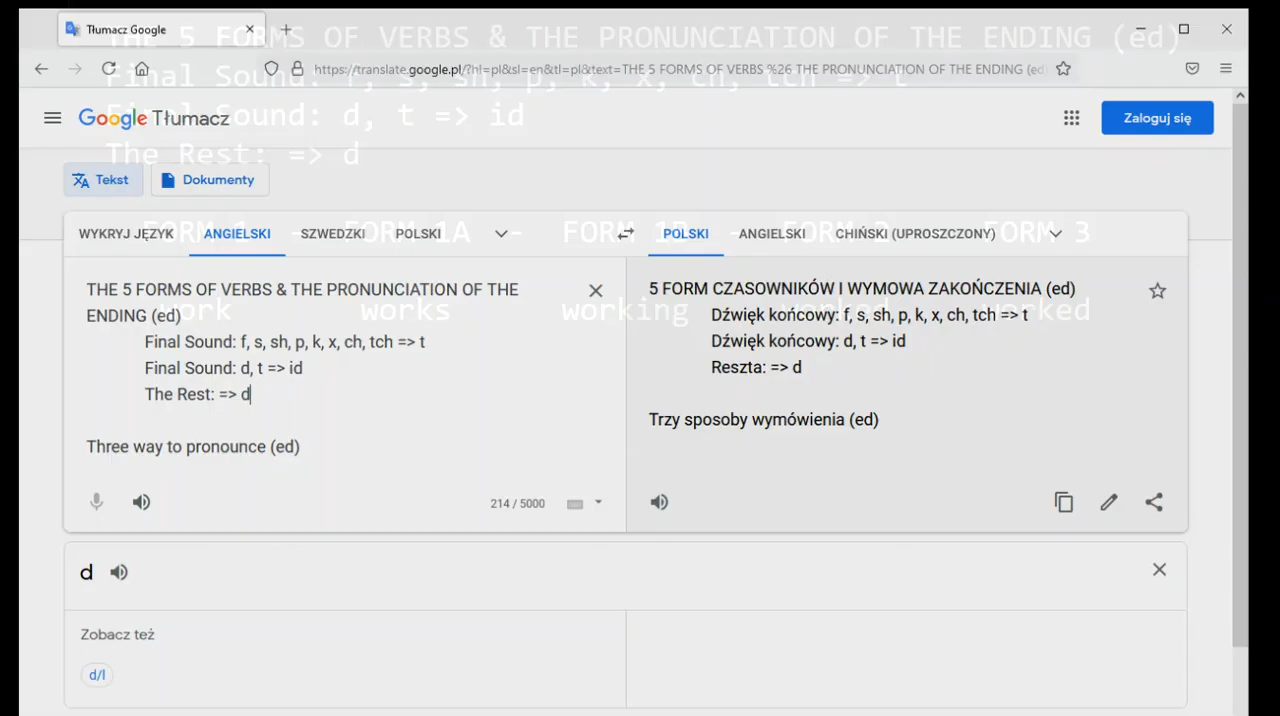 Tłumacz Google
THE 5 FORMS OF VERBS & THE PRONUNCIATION OF THE ENDING (ed)
https://translate.google.pl/?hl=pl&sl=en&tl=pl&text=THE 5 FORMS OF VERBS %26 THE PRONUNCIATION OF THE ENDING (ed
Final Sound: f, s, sh, p, k, x, ch, tch => t
Google Tłumacz
Zaloguj się
Final Sound: d, t => id
The Rest: => d
Tekst
Dokumenty
WYKRYJ JĘZYK ANGIELSKI SZWEDZKI POLSKI
POLSKI ANGIELSKI CHIŃSKI (UPROSZCZONY)
FORM 1 - FORM 1A - FORM 1B - FORM 2 - FORM 3
work works working worked worked
THE 5 FORMS OF VERBS & THE PRONUNCIATION OF THE
ENDING (ed)
Final Sound: f, s, sh, p, k, x, ch, tch => t
Final Sound: d, t => id
The Rest: => d
Three way to pronounce (ed)
214 / 5000
5 FORM CZASOWNIKÓW I WYMOWA ZAKOŃCZENIA (ed)
Dźwięk końcowy: f, s, sh, p, k, x, ch, tch => t
Dźwięk końcowy: d, t => id
Reszta: => d
Trzy sposoby wymówienia (ed)
d
Zobacz też
d/l